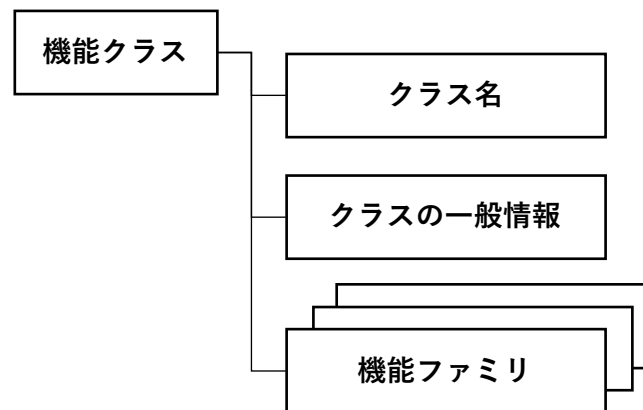 機能クラス
クラス名
クラスの一般情報
機能ファミリ